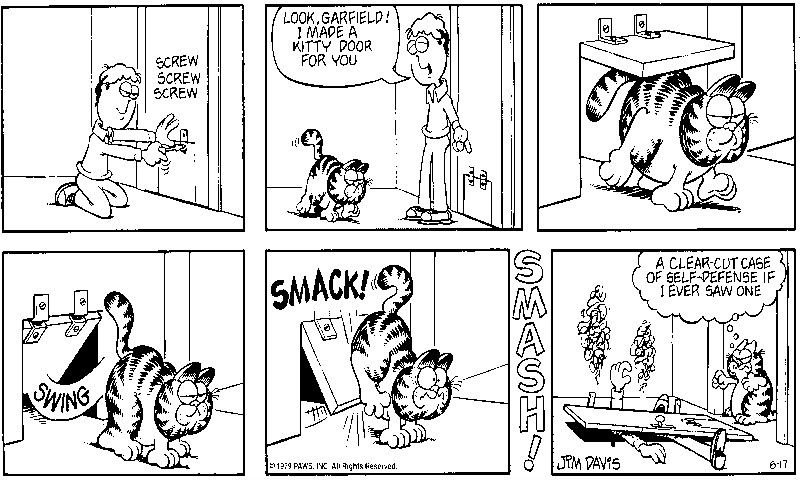 SCREW
SCREW
SCREW
LOOK, GARFIELD!
I MADE A
KITTY DOOR
FOR YOU
SWING
SMACK!
© 1979 PAWS, INC. All Rights Reserved.
SMASH!
A CLEAR-CUT CASE
OF SELF-DEFENSE IF
I EVER SAW ONE
JIM DAVIS
6-17